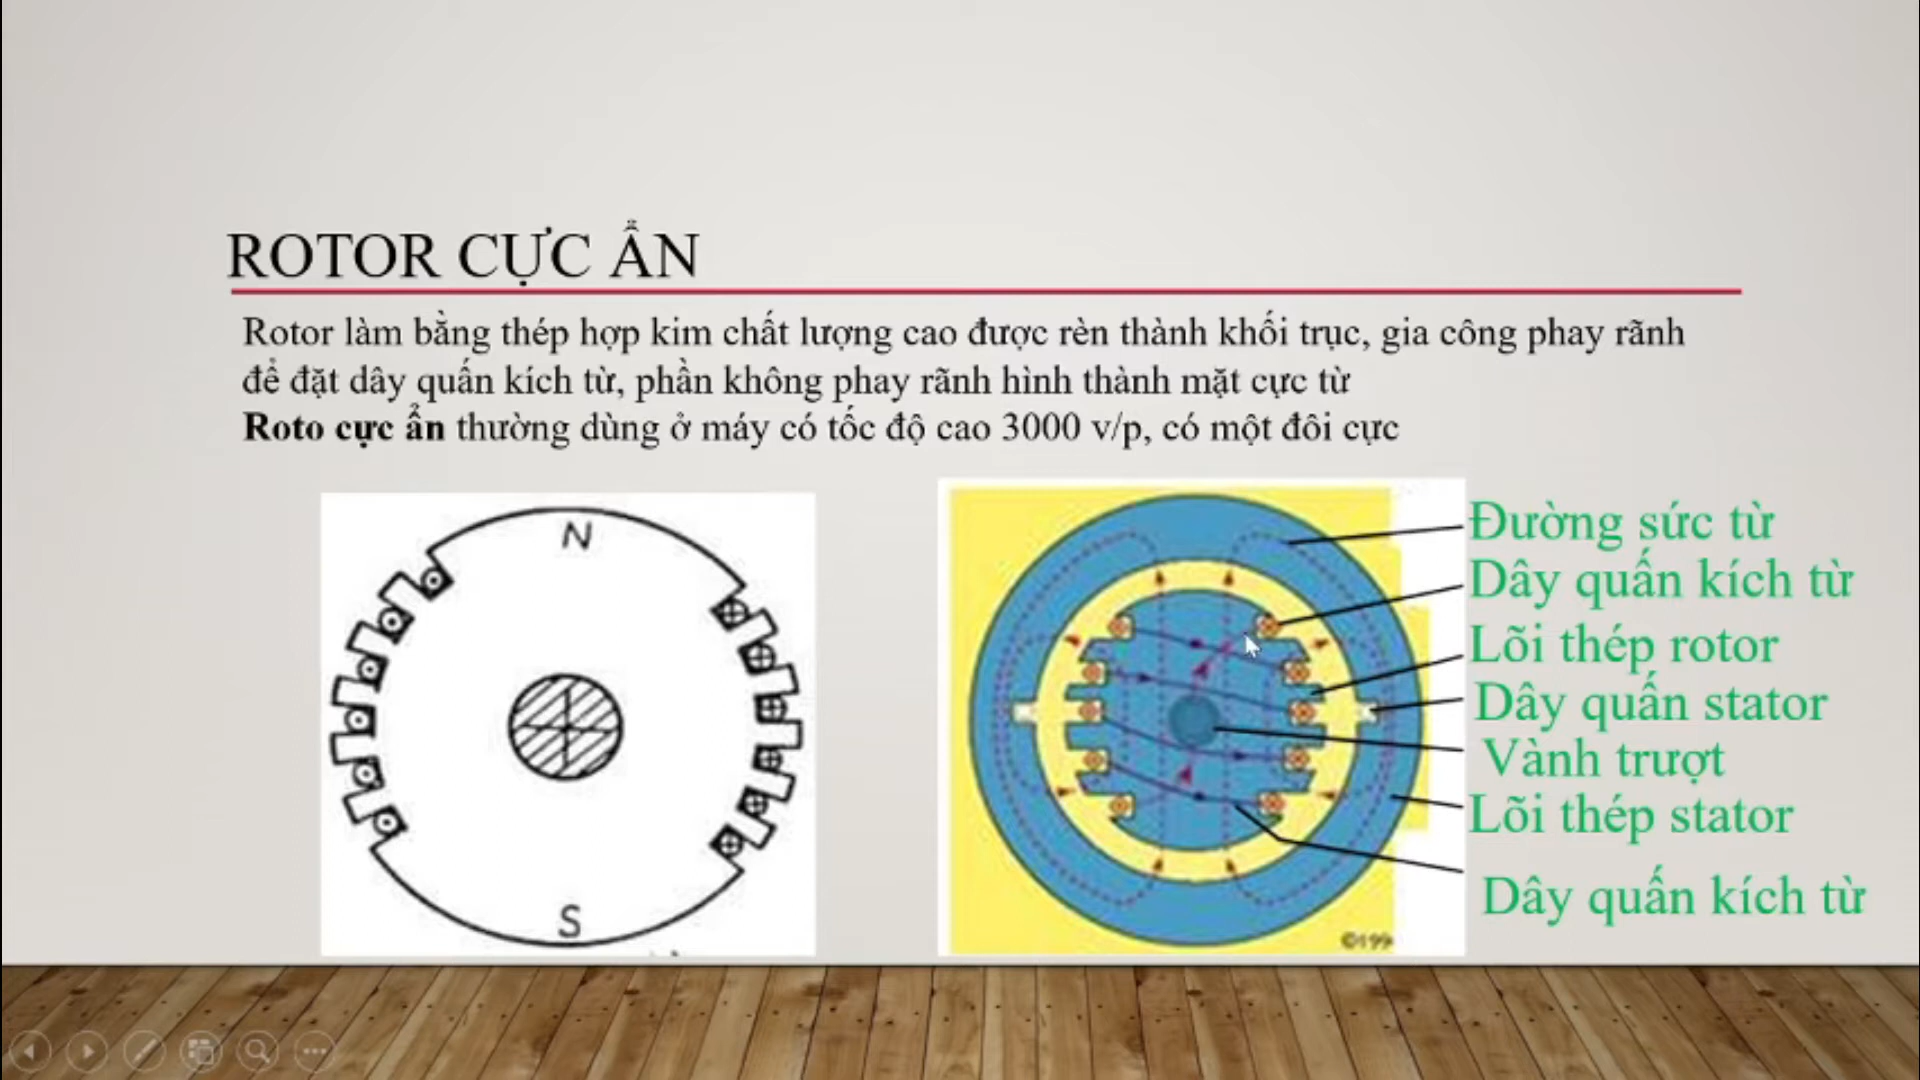 ROTOR CỰC ẨN
Rotor làm bằng thép hợp kim chất lượng cao được rèn thành khối trục, gia công phay rãnh
để đặt dây quấn kích từ, phần không phay rãnh hình thành mặt cực từ
Roto cực ẩn thường dùng ở máy có tốc độ cao 3000 v/p, có một đôi cực
N
S
Đường sức từ
Dây quấn kích từ
Lõi thép rotor
Dây quấn stator
Vành trượt
Lõi thép stator
Dây quấn kích từ
©199